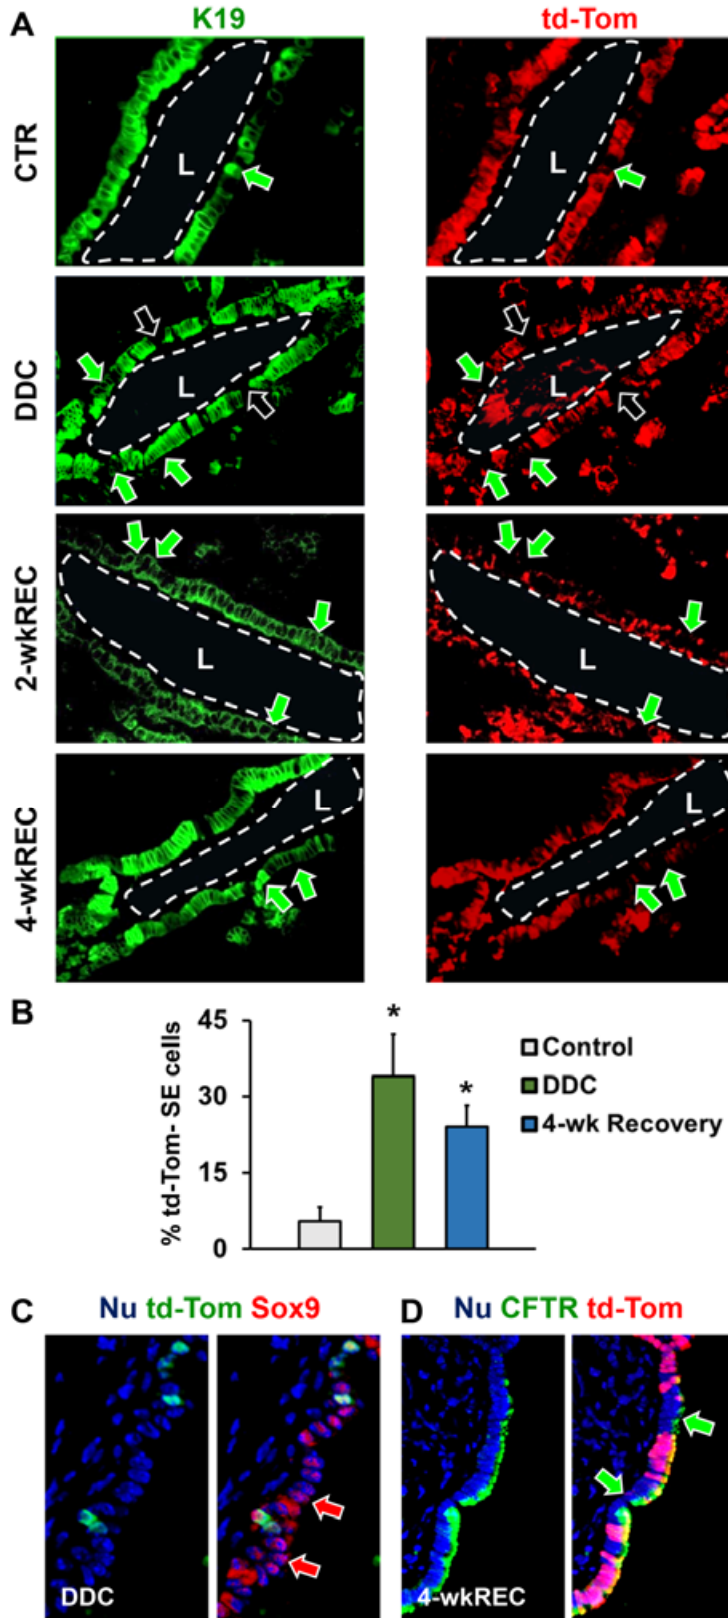 A K19 td-Tom
CTR L L
DDC L L
2-wkREC L L
4-wkREC L L
B
% td-Tom- SE cells
45
30
15
0
* *
Control
DDC
4-wk Recovery
C Nu td-Tom Sox9
DDC
D Nu CFTR td-Tom
4-wkREC